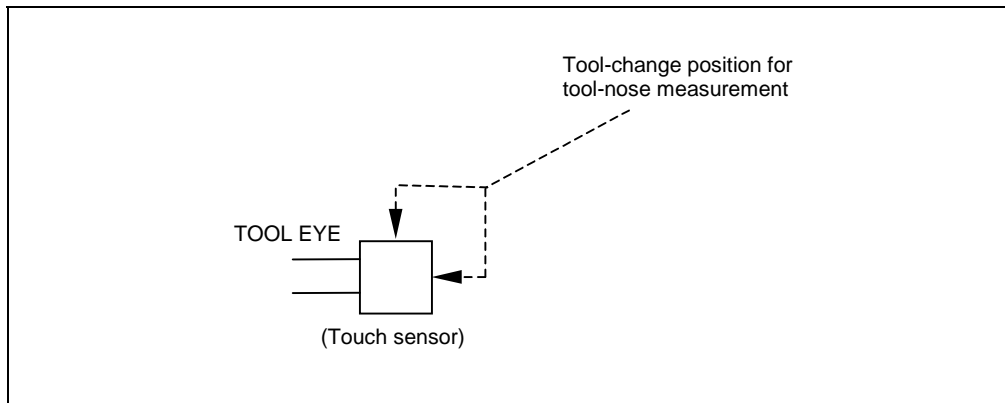 Tool-change position for
tool-nose measurement
TOOL EYE
(Touch sensor)